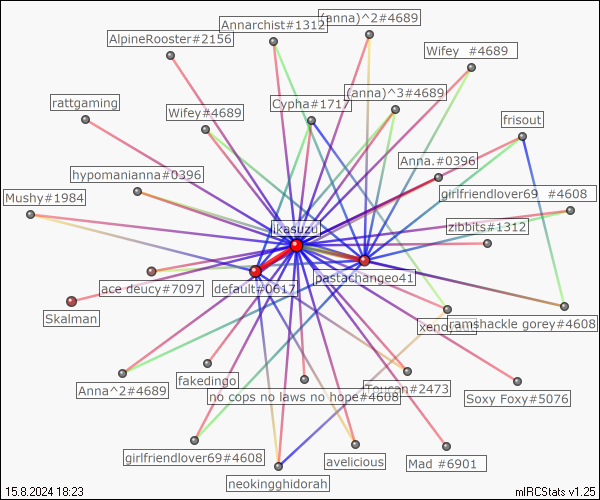 (anna)^2#4689
Annarchist#1312
AlpineRooster#2156
Wifey  #4689
(anna)^3#4689
rattgaming
Cypha#1717
Wifey#4689
frisout
Anna.#0396
hypomanianna#0396
Mushy#1984
girlfriendlover69  #4608
zibbits#1312
ikasuzu
pastachange041
ace deucy#7097
default#0617
Skalman
ramshackle gorey#4608
Anna^2#4689
fakedingo
Toucan#2473
no cops no laws no hope#4608
Soxy Foxy#5076
girlfriendlover69#4608
avelicious
Mad #6901
neokingghidorah
15.8.2024 18:23
mIRCStats v1.25